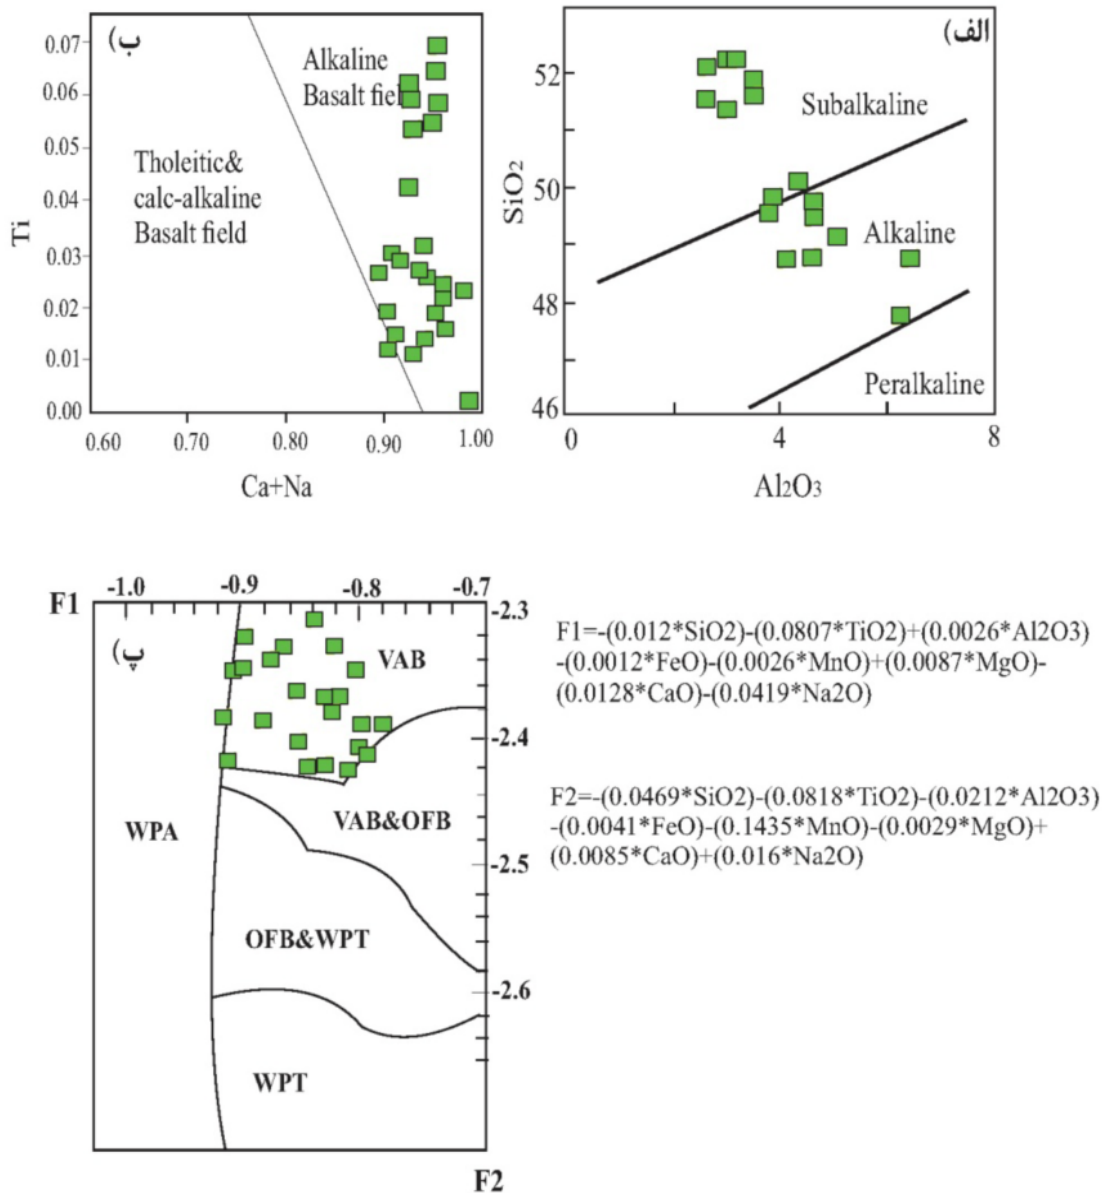 ب)
Ti
0.07
0.06
0.05
0.04
0.03
0.02
0.01
0.00
0.60
0.70
0.80
0.90
1.00
Ca+Na
Alkaline
Basalt fiel
Tholeitic&
calc-alkaline
Basalt field
الف)
SiO₂
52
50
48
46
0
4
8
Al₂O₃
Subalkaline
Alkaline
Peralkaline
F1
-1.0
-0.9
-0.8
-0.7
پ)
-2.3
-2.4
-2.5
-2.6
VAB
VAB&OFB
WPA
OFB&WPT
WPT
F2
F1=-(0.012*SiO2)-(0.0807*TiO2)+(0.0026*Al2O3)
-(0.0012*FeO)-(0.0026*MnO)+(0.0087*MgO)-
(0.0128*CaO)-(0.0419*Na2O)
F2=-(0.0469*SiO2)-(0.0818*TiO2)-(0.0212*Al2O3)
-(0.0041*FeO)-(0.1435*MnO)-(0.0029*MgO)+
(0.0085*CaO)+(0.016*Na2O)